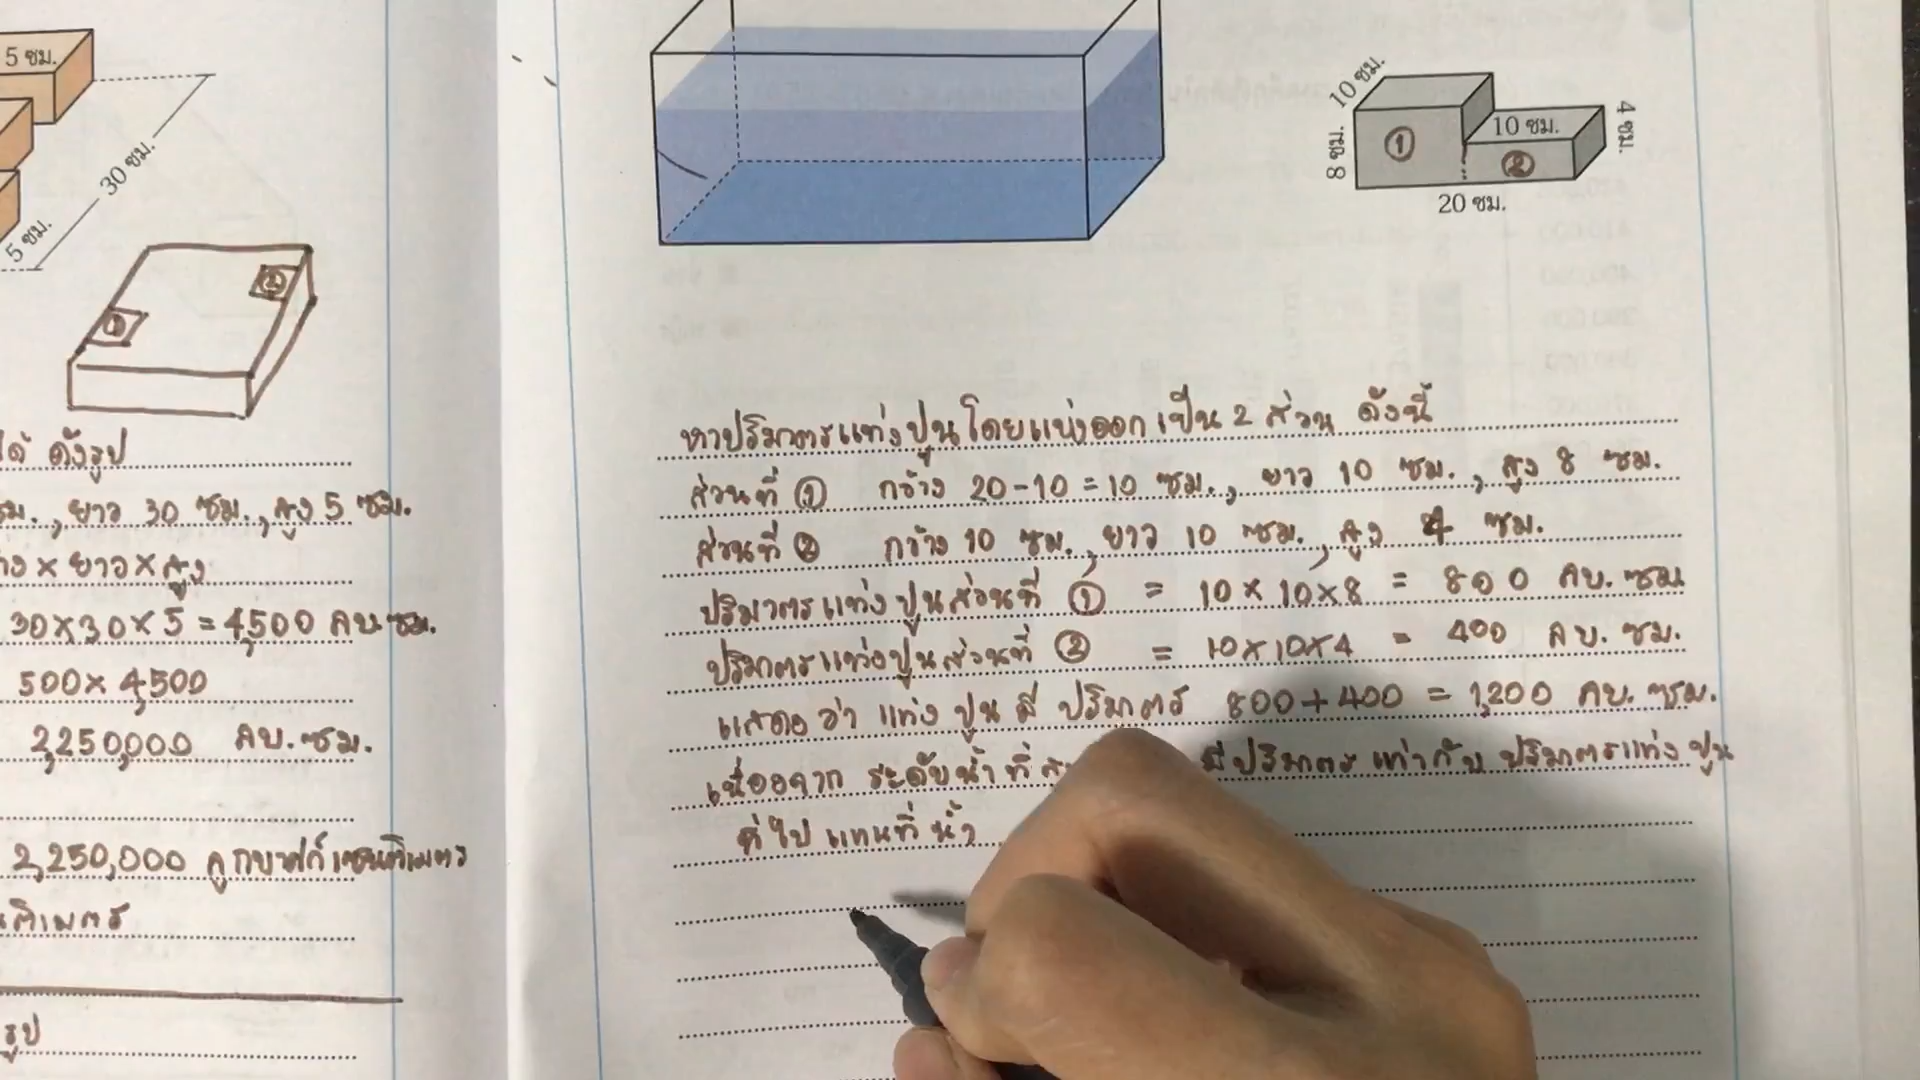 5 ซม.
30 ซม.
5 ซม.
②
①
ได้ ดังรูป
ซม., ยาว 30 ซม., สูง 5 ซม.
× ยาว × สูง
30×30×5 = 4,500 ลบ.ซม.
500×4,500
2,250,000 ลบ.ซม.
2,250,000 ลูกบาศก์เซนติเมตร
นติเมตร
รูป
10 ซม.
8 ซม.
①
10 ซม.
②
4 ซม.
20 ซม.
หาปริมาตรแท่งปูนโดยแบ่งออกเป็น 2 ส่วน ดังนี้
ส่วนที่ ① กว้าง 20-10 = 10 ซม., ยาว 10 ซม., สูง 8 ซม.
ส่วนที่ ② กว้าง 10 ซม., ยาว 10 ซม., สูง 4 ซม.
ปริมาตรแท่งปูนส่วนที่ ① = 10×10×8 = 800 ลบ.ซม
ปริมาตรแท่งปูนส่วนที่ ② = 10×10×4 = 400 ลบ. ซม.
แสดงว่า แท่งปูนมี ปริมาตร 800+400 = 1,200 ลบ. ซม.
เนื่องจาก ระดับน้ำที่ มีปริมาตร เท่ากับ ปริมาตรแท่งปูน
ที่ไป แทนที่น้ำ